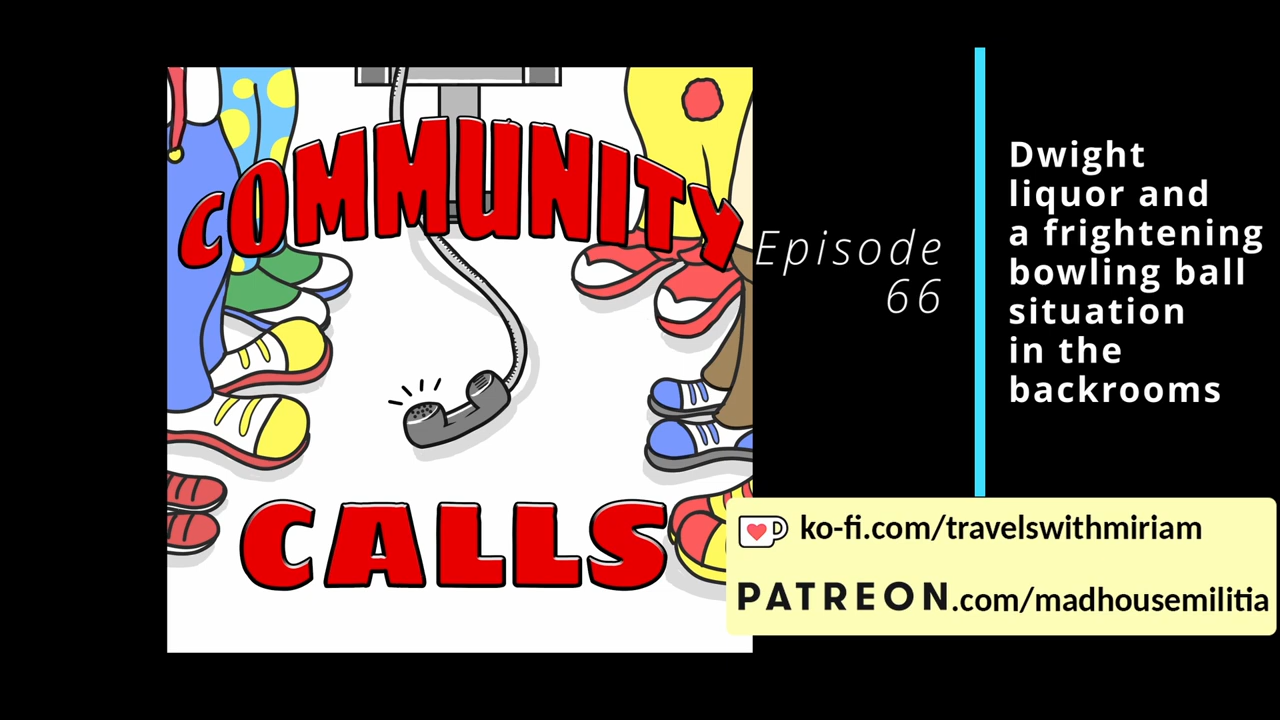 COMMUNITY
CALLS
Episode
66
Dwight
liquor and
a frightening
bowling ball
situation
in the
backrooms
ko-fi.com/travelswithmiriam
PATREON.com/madhousemilitia